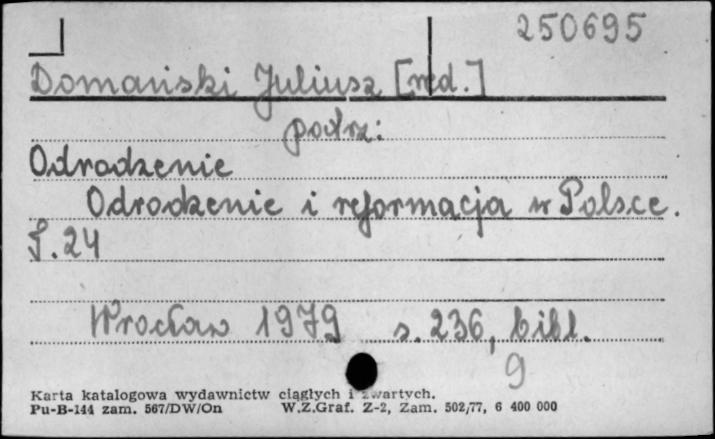 250695
Domański Juliusz [red.]
patrz:
Odrodzenie
Odrodzenie i reformacja w Polsce.
T. 24
Wrocław 1979 s. 236, bibl.
9
Karta katalogowa wydawnictw ciągłych i zwartych.
Pu-B-144 zam. 567/DW/On W.Z.Graf. Z-2, Zam. 502/77, 6 400 000